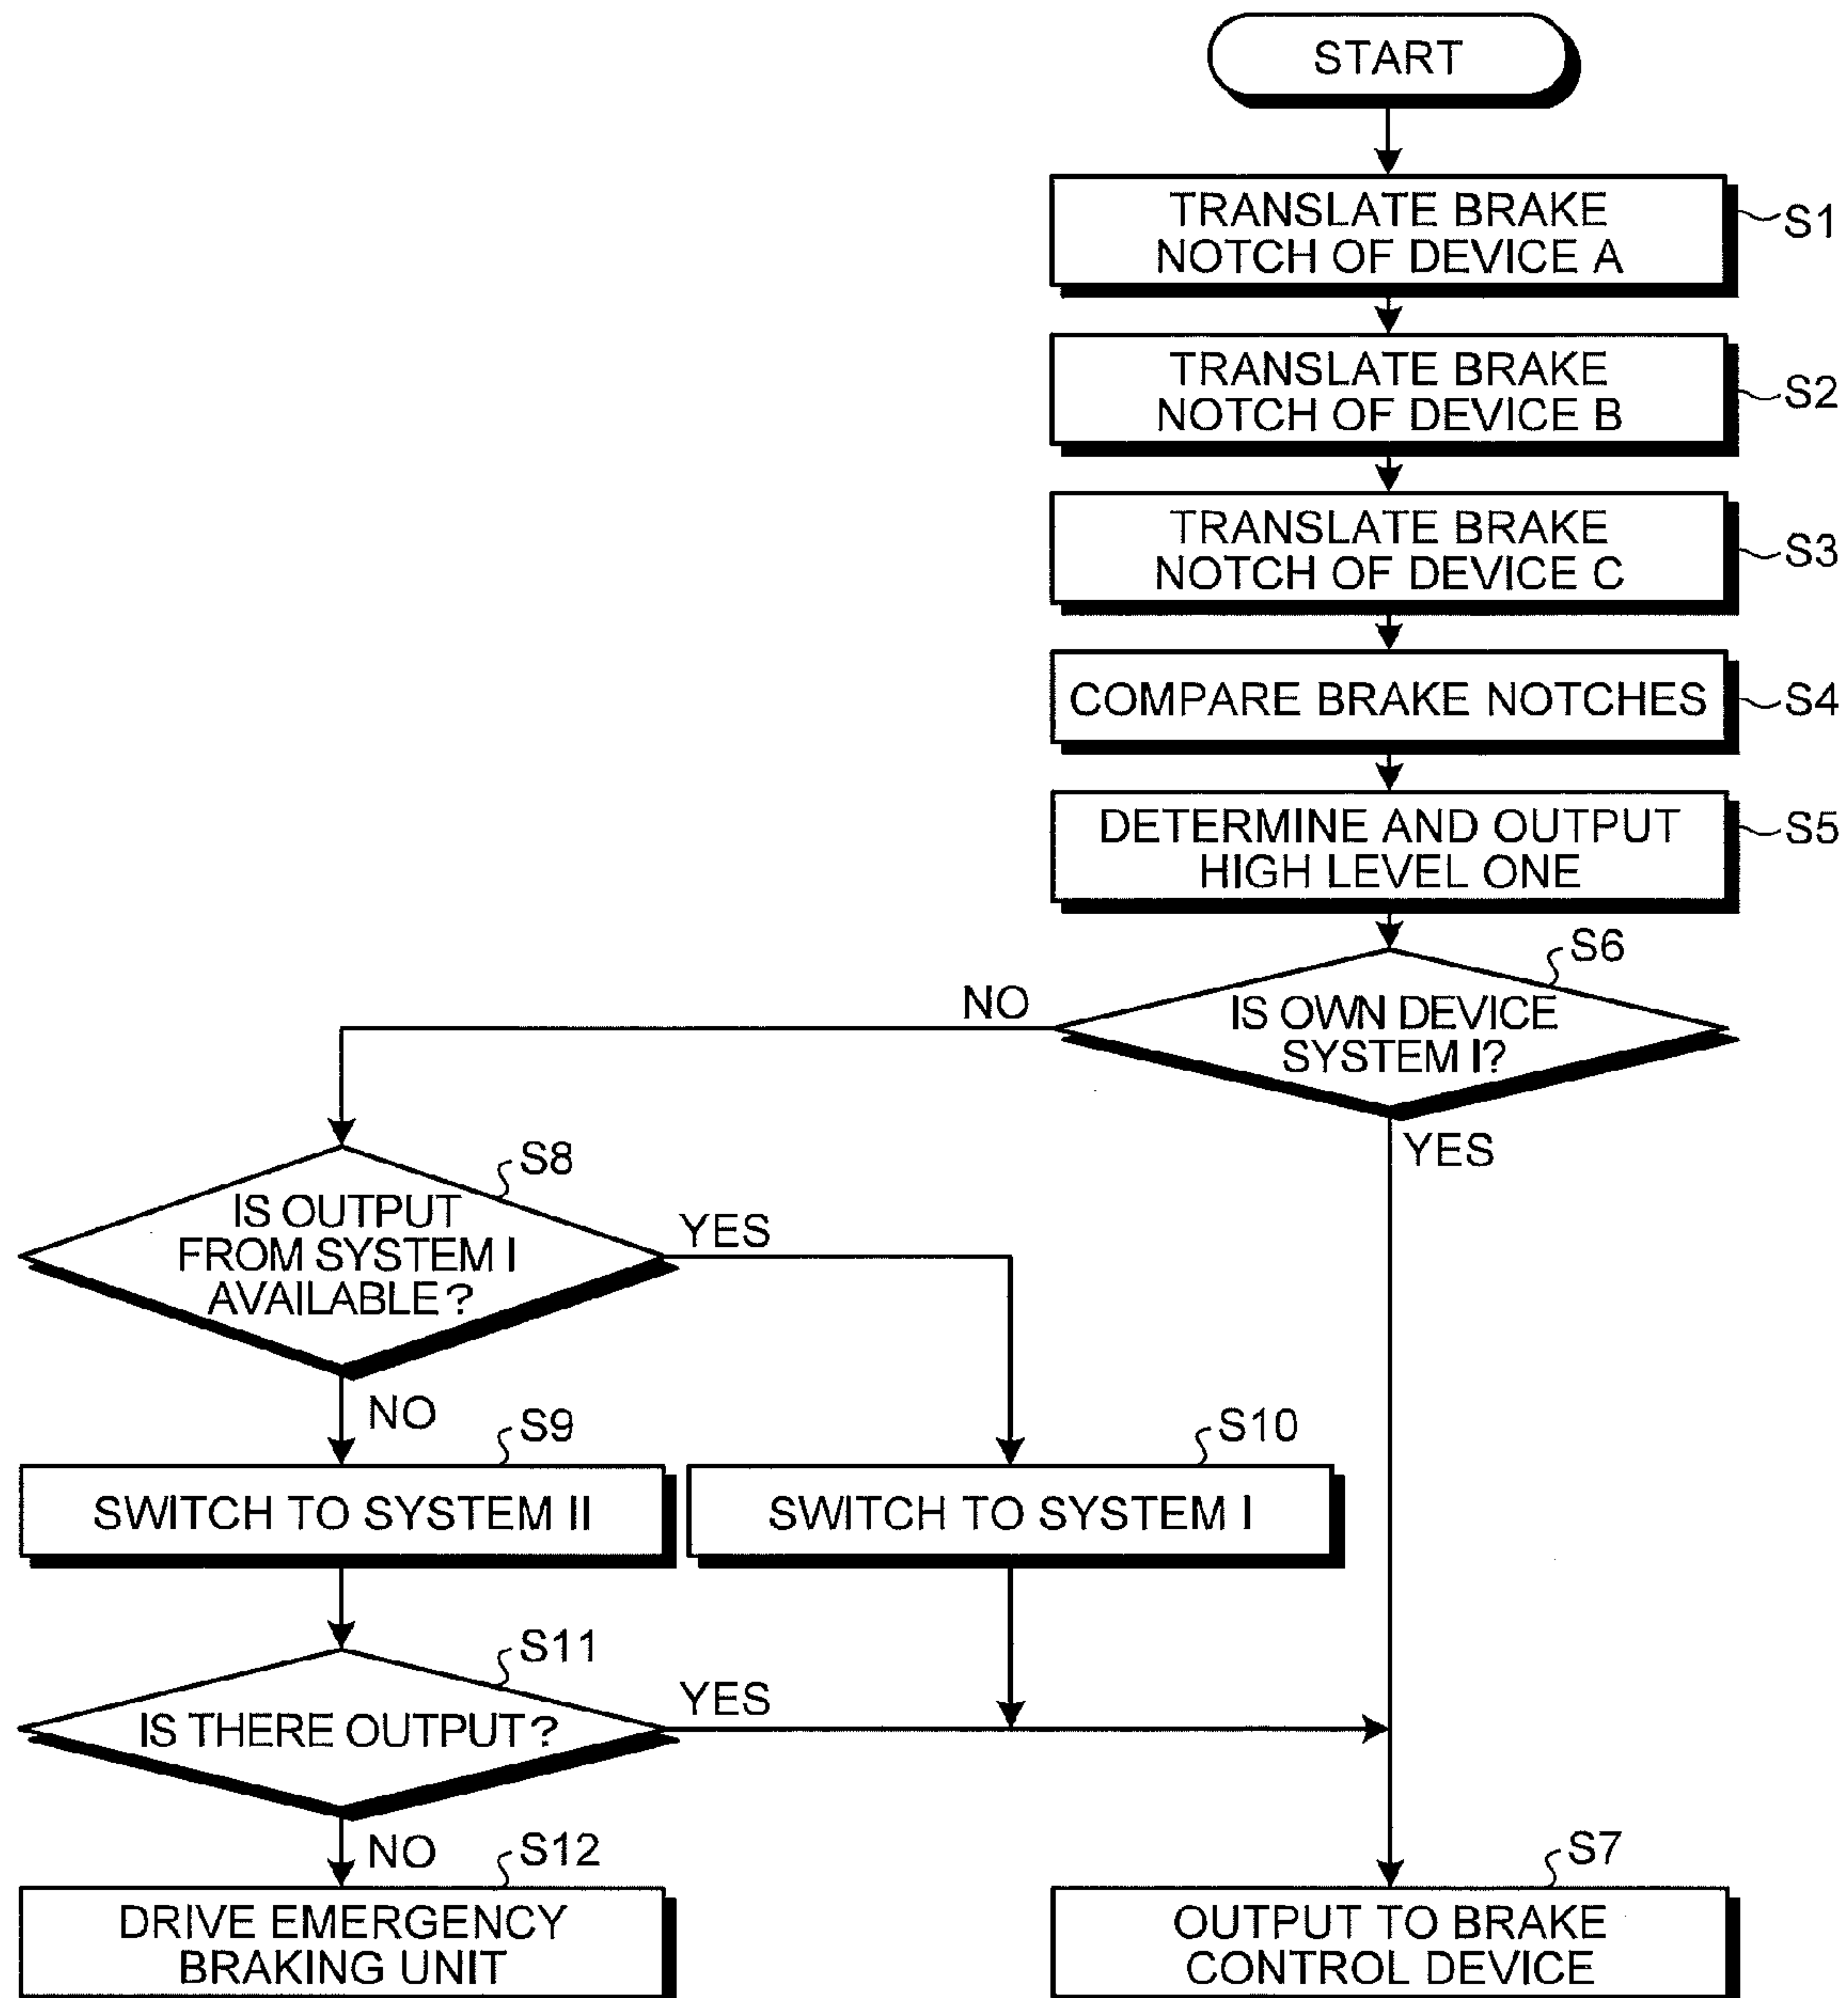 START
TRANSLATE BRAKE
NOTCH OF DEVICE A
S1
TRANSLATE BRAKE
NOTCH OF DEVICE B
S2
TRANSLATE BRAKE
NOTCH OF DEVICE C
S3
COMPARE BRAKE NOTCHES
S4
DETERMINE AND OUTPUT
HIGH LEVEL ONE
S5
S6
IS OWN DEVICE
SYSTEM I?
NO
YES
S8
IS OUTPUT
FROM SYSTEM I
AVAILABLE?
YES
NO
S9
SWITCH TO SYSTEM II
S10
SWITCH TO SYSTEM I
S11
IS THERE OUTPUT?
YES
NO
S12
DRIVE EMERGENCY
BRAKING UNIT
S7
OUTPUT TO BRAKE
CONTROL DEVICE